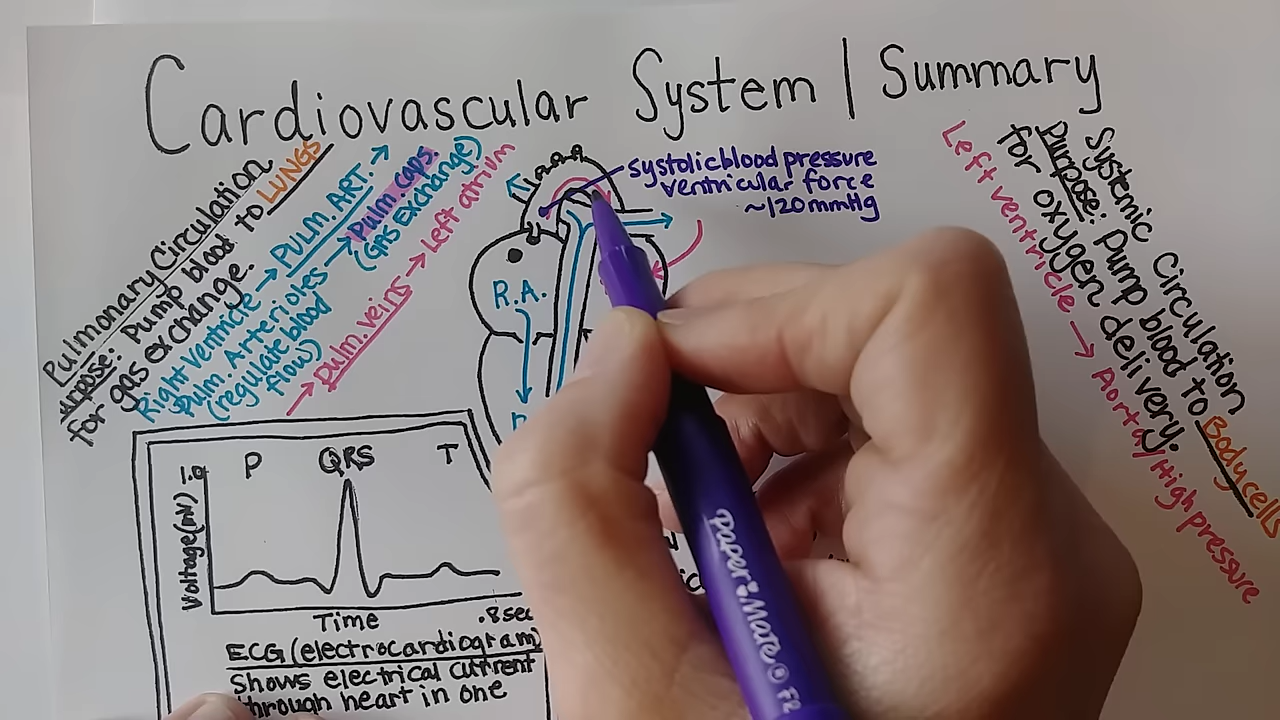 Cardiovascular System | Summary
Pulmonary Circulation
urpose: Pump blood to LUNGS
for gas exchange.
Right Ventricle → PULM. ART. →
Pulm. Arterioles → Pulm. caps.
(regulate blood flow)
(GAS Exchange)
→ Pulm. veins → Left atrium
systolic blood pressure
ventricular force
~120 mmHg
Systemic Circulation
Purpose: Pump blood to Body cells
for oxygen delivery.
Left ventricle → Aorta/High pressure
R.A.
P QRS T
Voltage (mV)
Time
.8 sec
ECG (electrocardiogram)
Shows electrical current
through heart in one
Paper Mate®